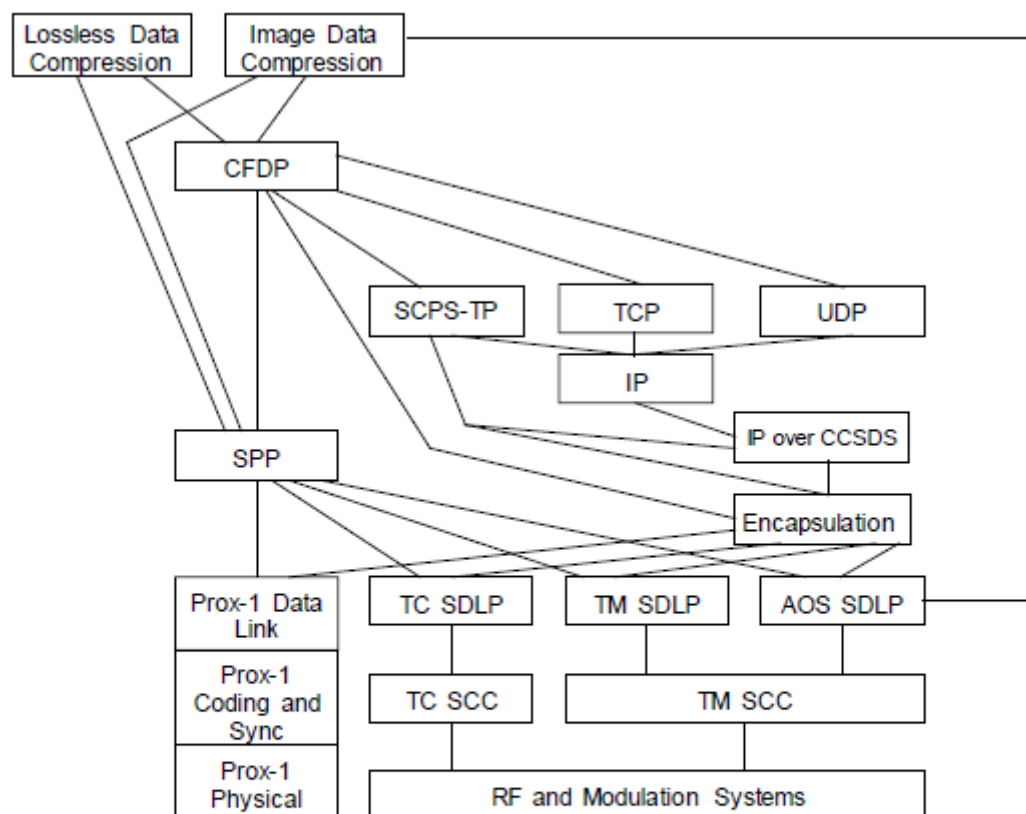 Lossless Data
Compression
Image Data
Compression
CFDP
SCPS-TP
TCP
UDP
IP
IP over CCSDS
SPP
Encapsulation
Prox-1 Data
Link
TC SDLP
TM SDLP
AOS SDLP
Prox-1
Coding and
Sync
TC SCC
TM SCC
Prox-1
Physical
RF and Modulation Systems